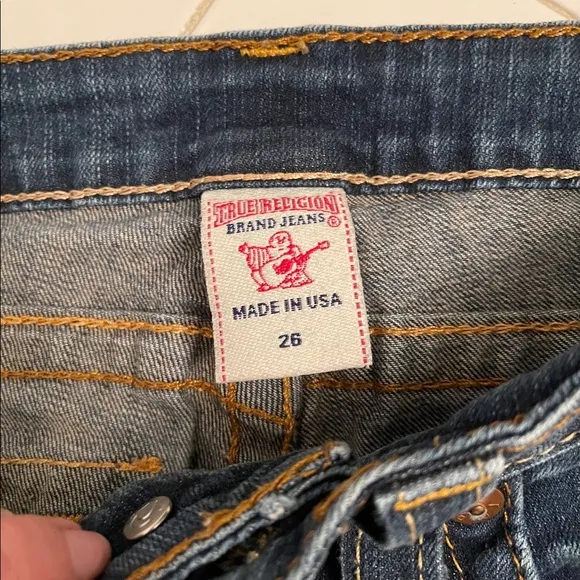 TRUE RELIGION
BRAND JEANS®
MADE IN USA
26